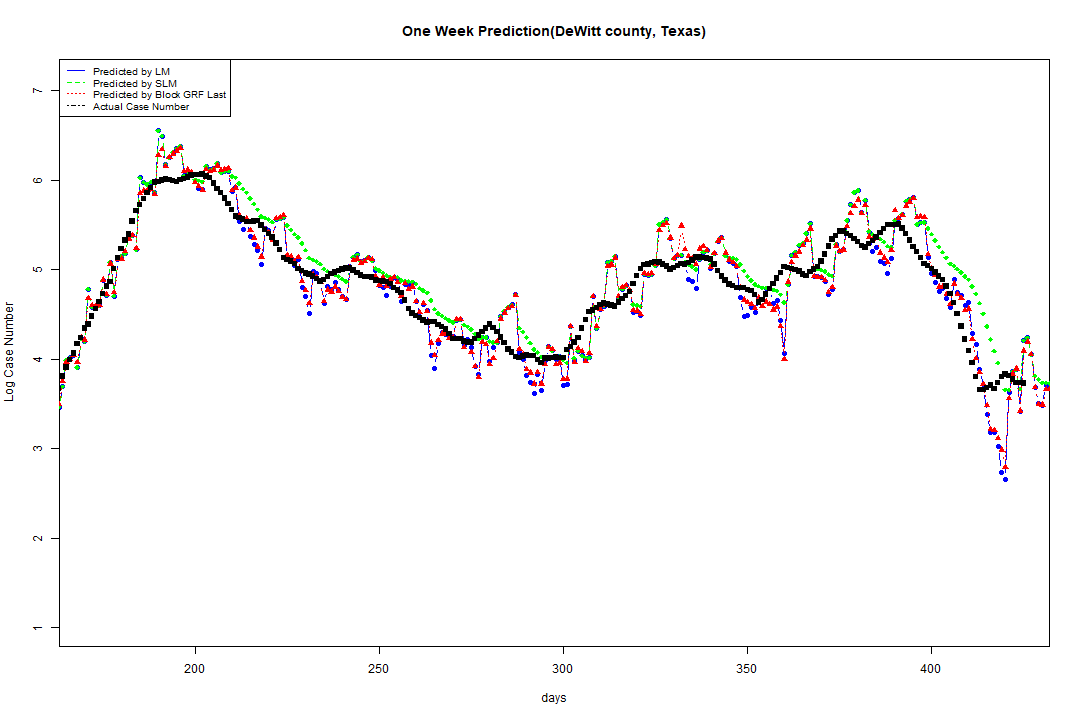 One Week Prediction(DeWitt county, Texas)
Predicted by LM
Predicted by SLM
Predicted by Block GRF Last
Actual Case Number
7
6
5
4
3
2
1
Log Case Number
200 250 300 350 400
days